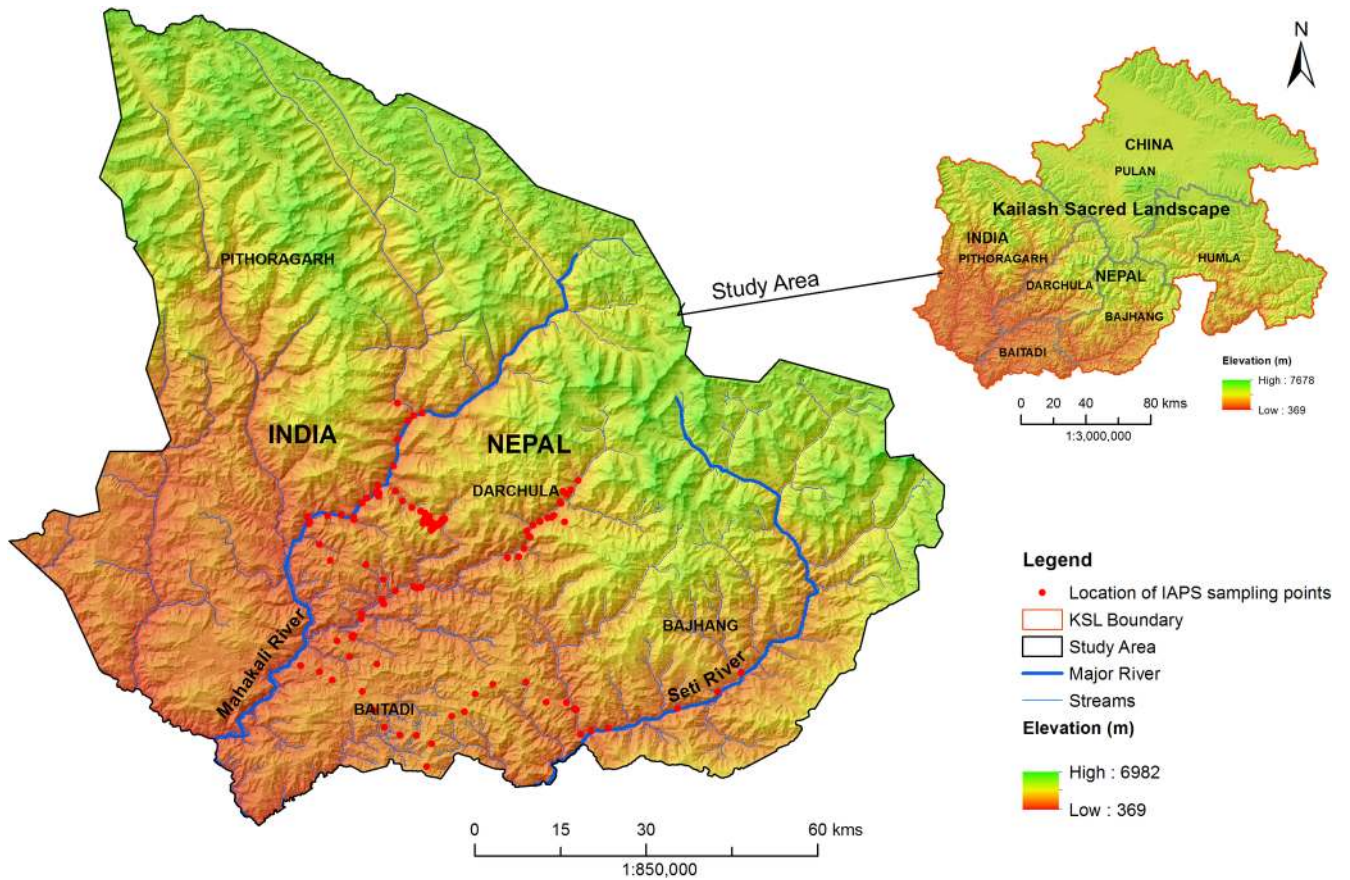 N
CHINA
PULAN
Kailash Sacred Landscape
INDIA
PITHORAGARH
HUMLA
NEPAL
DARCHULA
BAJHANG
BAITADI
Elevation (m)
High : 7678
Low : 369
0 20 40 80 kms
1:3,000,000
Study Area
PITHORAGARH
INDIA
NEPAL
DARCHULA
BAJHANG
Mahakali River
Seti River
BAITADI
0 15 30 60 kms
1:850,000
Legend
Location of IAPS sampling points
KSL Boundary
Study Area
Major River
Streams
Elevation (m)
High : 6982
Low : 369